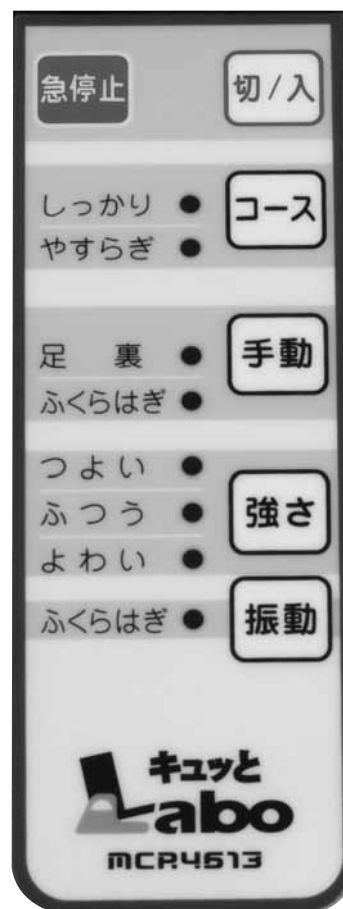 急停止 切/入
しっかり コース
やすらぎ
足 裏 手動
ふくらはぎ
つよい
ふつう 強さ
よわい
ふくらはぎ 振動
キュッと
Labo
MCR4613